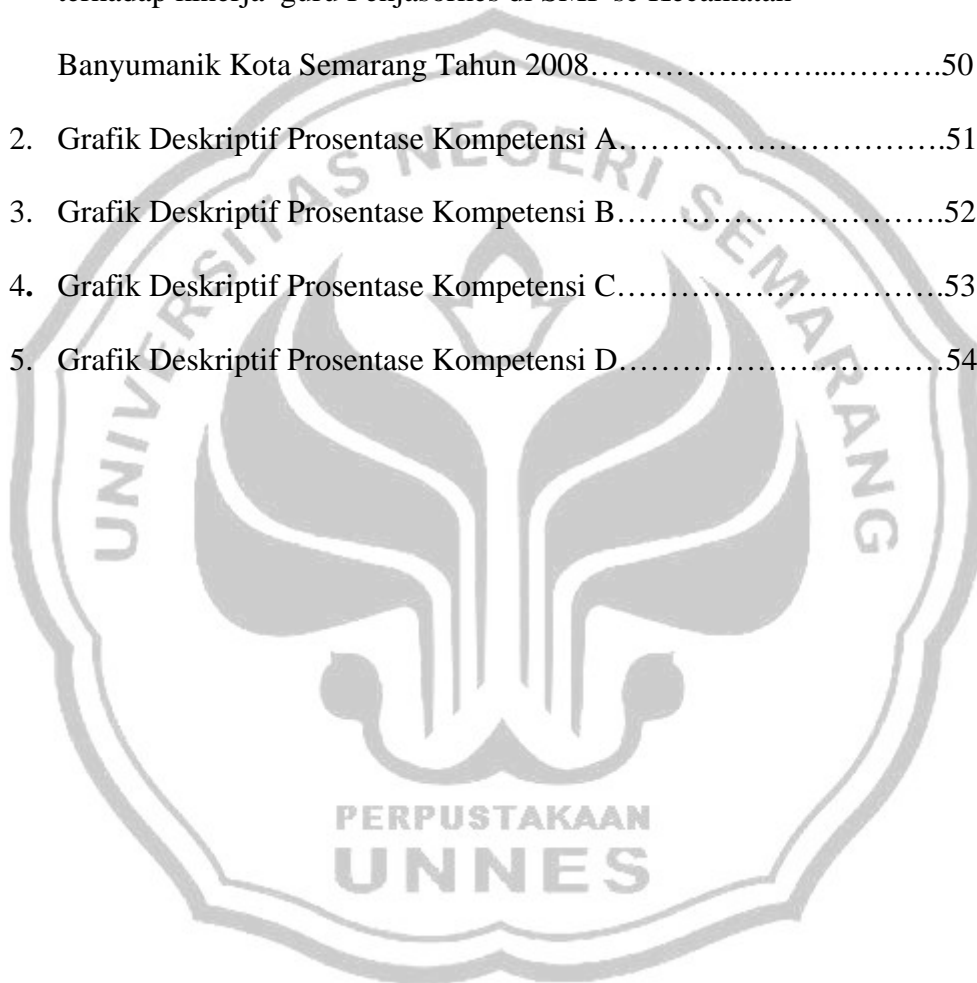 terhadap kinerja guru Penjasorkes di SMP se Kecamatan
Banyumanik Kota Semarang Tahun 2008…………………...……….50
2. Grafik Deskriptif Prosentase Kompetensi A………………………….51
3. Grafik Deskriptif Prosentase Kompetensi B………………………….52
4. Grafik Deskriptif Prosentase Kompetensi C………………………….53
5. Grafik Deskriptif Prosentase Kompetensi D……………….…………54
UNIVERSITAS NEGERI SEMARANG
PERPUSTAKAAN
UNNES